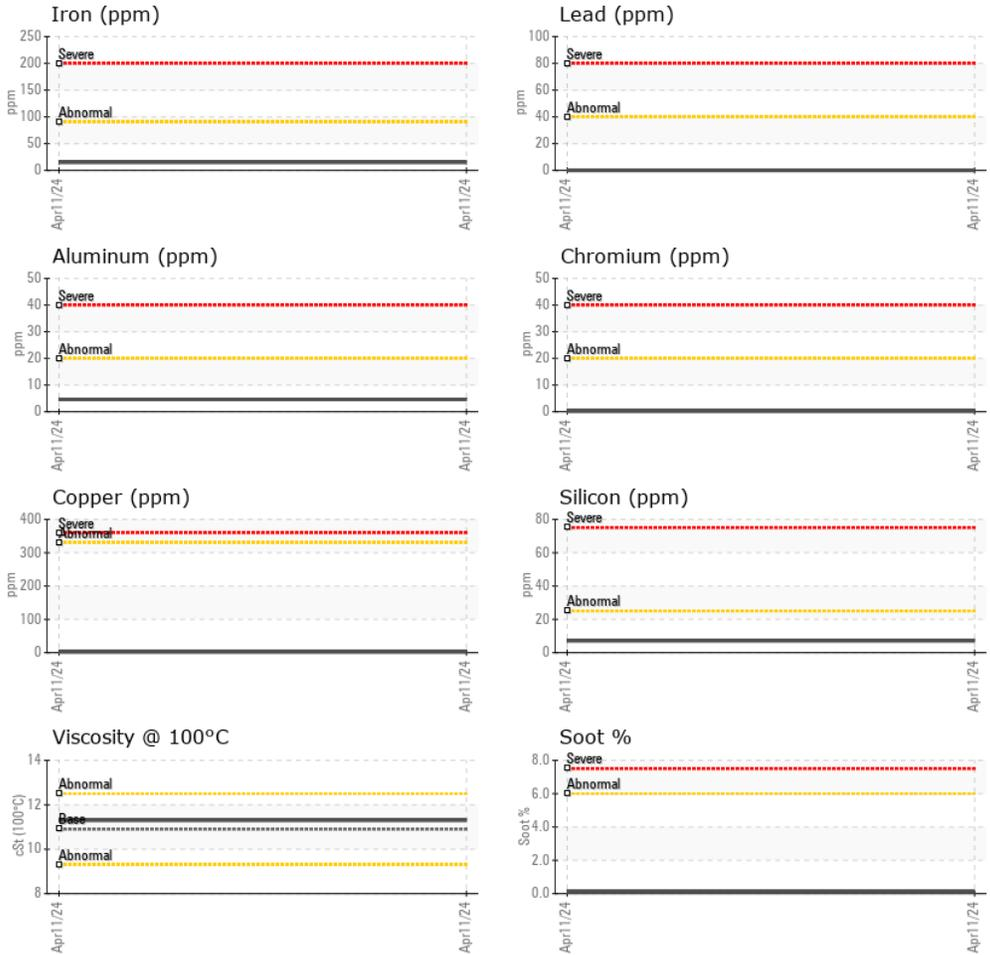 Iron (ppm)
250
200
150
100
50
0
ppm
Severe
Abnormal
Apr11/24
Apr11/24
Lead (ppm)
100
80
60
40
20
0
ppm
Severe
Abnormal
Apr11/24
Apr11/24
Aluminum (ppm)
50
40
30
20
10
0
ppm
Severe
Abnormal
Apr11/24
Apr11/24
Chromium (ppm)
50
40
30
20
10
0
ppm
Severe
Abnormal
Apr11/24
Apr11/24
Copper (ppm)
400
300
200
100
0
ppm
Severe
Abnormal
Apr11/24
Apr11/24
Silicon (ppm)
80
60
40
20
0
ppm
Severe
Abnormal
Apr11/24
Apr11/24
Viscosity @ 100°C
14
12
10
8
cSt (100°C)
Abnormal
Base
Abnormal
Apr11/24
Apr11/24
Soot %
8.0
6.0
4.0
2.0
0.0
Soot %
Severe
Abnormal
Apr11/24
Apr11/24